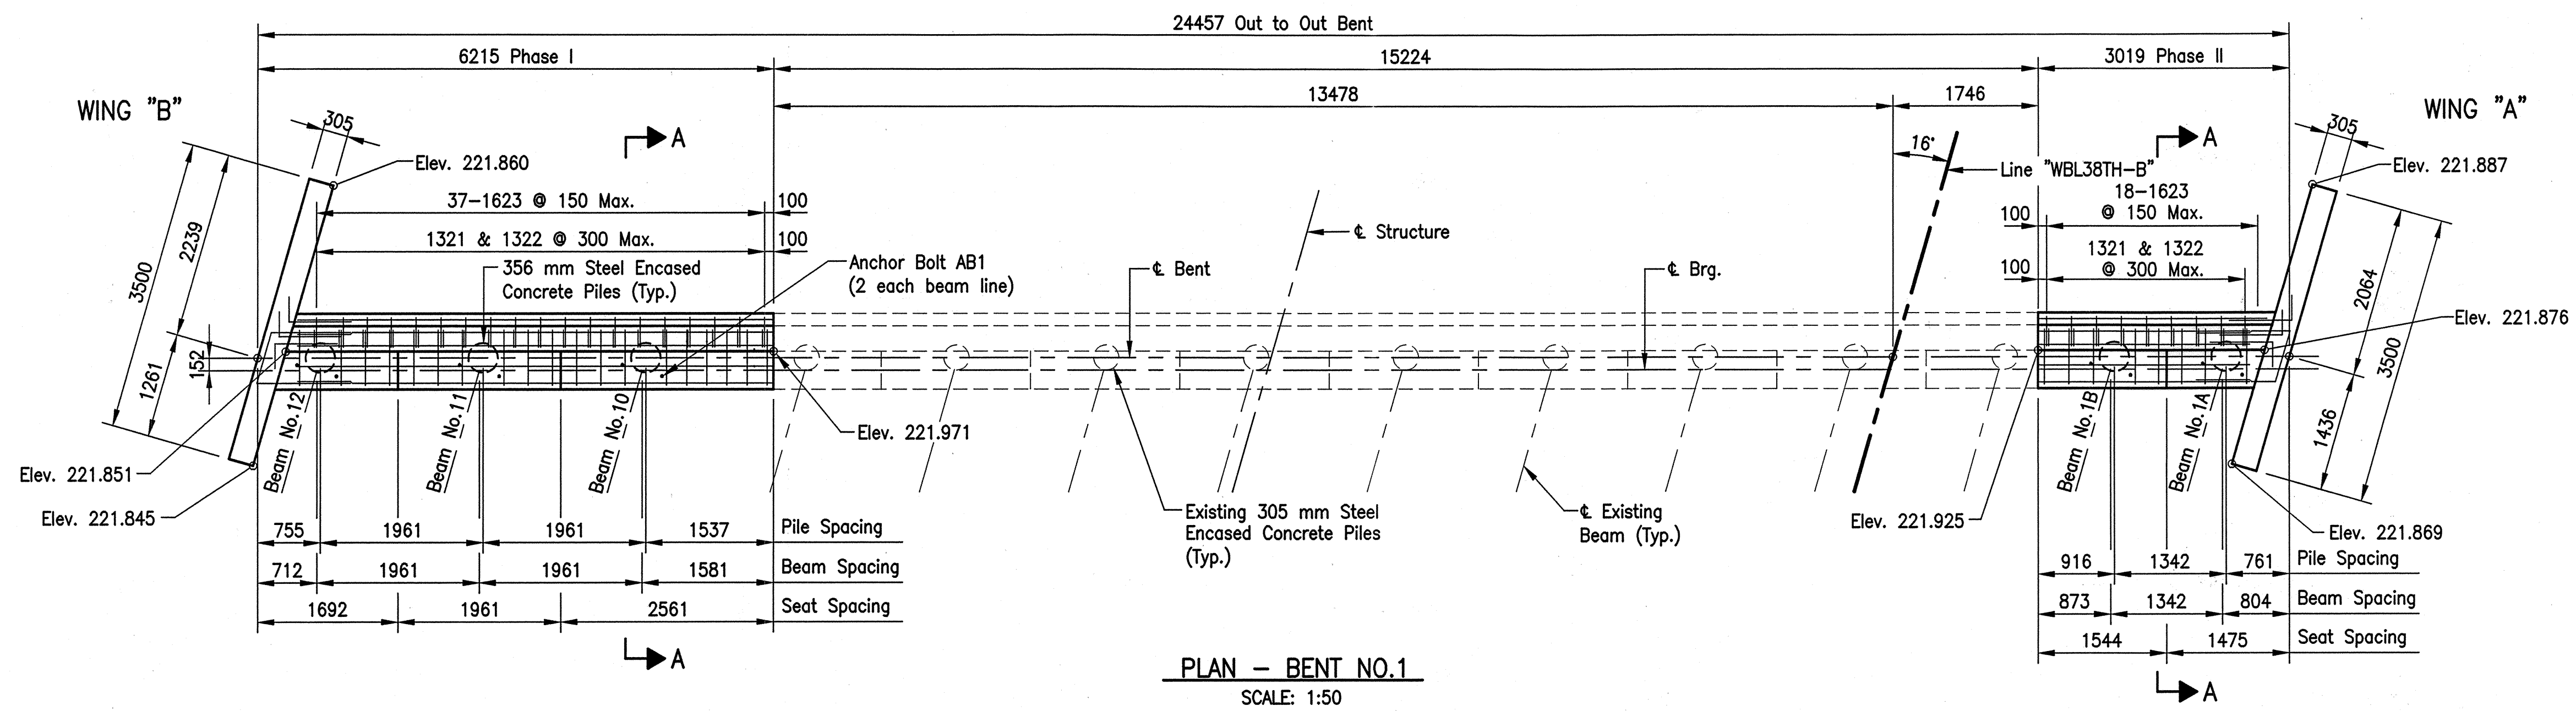 24457 Out to Out Bent
6215 Phase I
15224
3019 Phase II
13478
1746
WING "B"
WING "A"
305
A
16°
A
305
Elev. 221.860
Line "WBL38TH-B"
Elev. 221.887
37-1623 @ 150 Max.
100
100
18-1623
@ 150 Max.
1321 & 1322 @ 300 Max.
100
100
1321 & 1322
@ 300 Max.
2239
3500
1261
152
356 mm Steel Encased
Concrete Piles (Typ.)
Anchor Bolt AB1
(2 each beam line)
℄ Bent
℄ Structure
℄ Brg.
2064
3500
1436
Elev. 221.876
Elev. 221.971
Beam No.12
Beam No.11
Beam No.10
Beam No.1B
Beam No.1A
Elev. 221.851
Elev. 221.845
Existing 305 mm Steel
Encased Concrete Piles
(Typ.)
℄ Existing
Beam (Typ.)
Elev. 221.925
Elev. 221.869
755 1961 1961 1537 Pile Spacing
712 1961 1961 1581 Beam Spacing
1692 1961 2561 Seat Spacing
916 1342 761 Pile Spacing
873 1342 804 Beam Spacing
1544 1475 Seat Spacing
A
A
PLAN - BENT NO.1
SCALE: 1:50